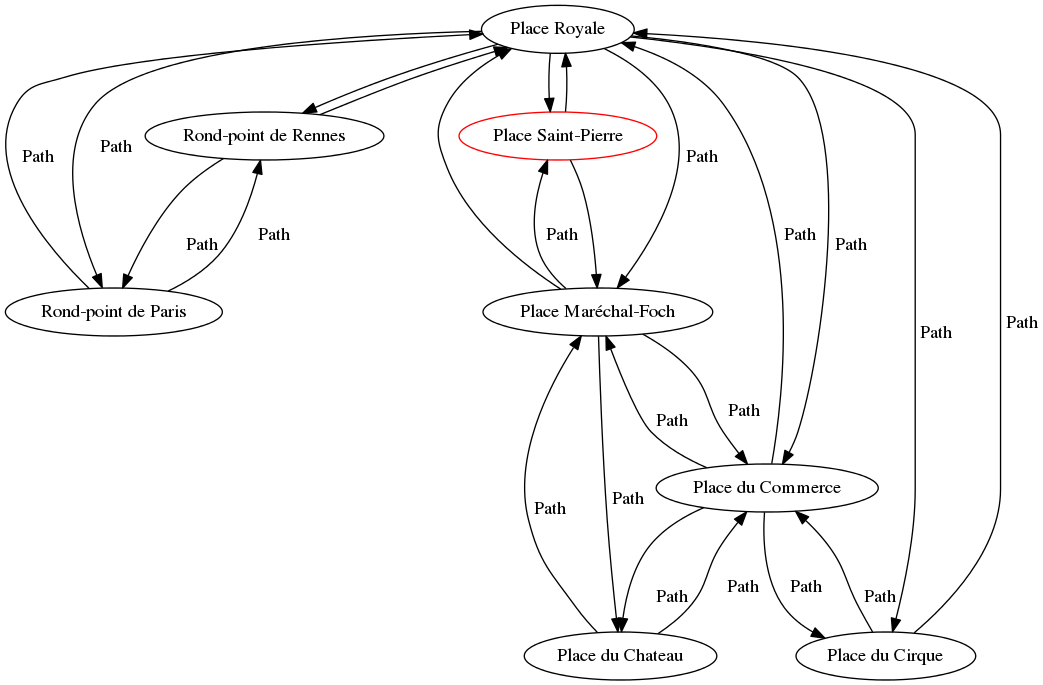 Place Royale
Rond-point de Rennes
Place Saint-Pierre
Path
Path
Path
Path
Path
Path
Path
Path
Rond-point de Paris
Place Maréchal-Foch
Path
Path
Path
Path
Place du Commerce
Path
Path
Path
Path
Path
Path
Place du Chateau
Place du Cirque